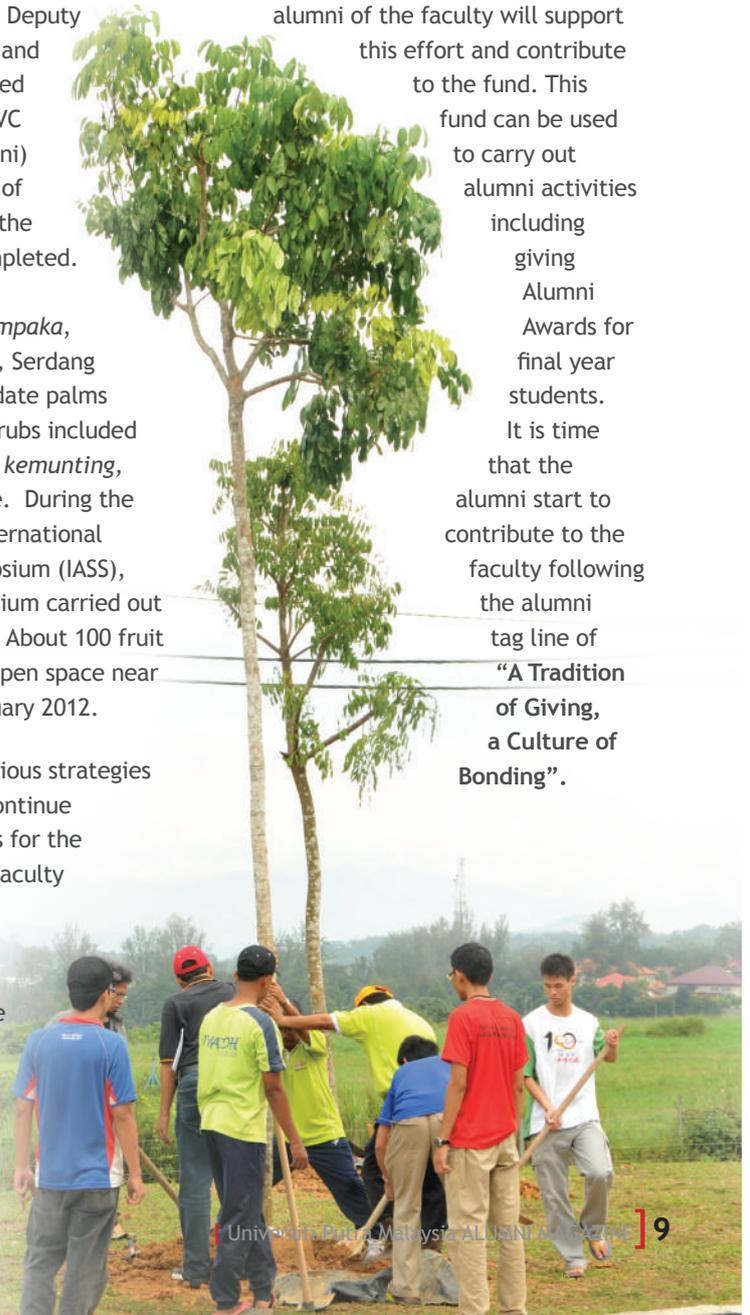 Deputy
and
ed
VC
ni)
of
the
pleted.
mpaka,
, Serdang
date palms
rubs included
kemunting,
e. During the
ernational
osium (IASS),
ium carried out
About 100 fruit
pen space near
uary 2012.
ious strategies
ontinue
s for the
aculty
e
alumni of the faculty will support
this effort and contribute
to the fund. This
fund can be used
to carry out
alumni activities
including
giving
Alumni
Awards for
final year
students.
It is time
that the
alumni start to
contribute to the
faculty following
the alumni
tag line of
“A Tradition
of Giving,
a Culture of
Bonding”.
[ Universiti Putra Malaysia ALUMNI MAGAZINE ] 9